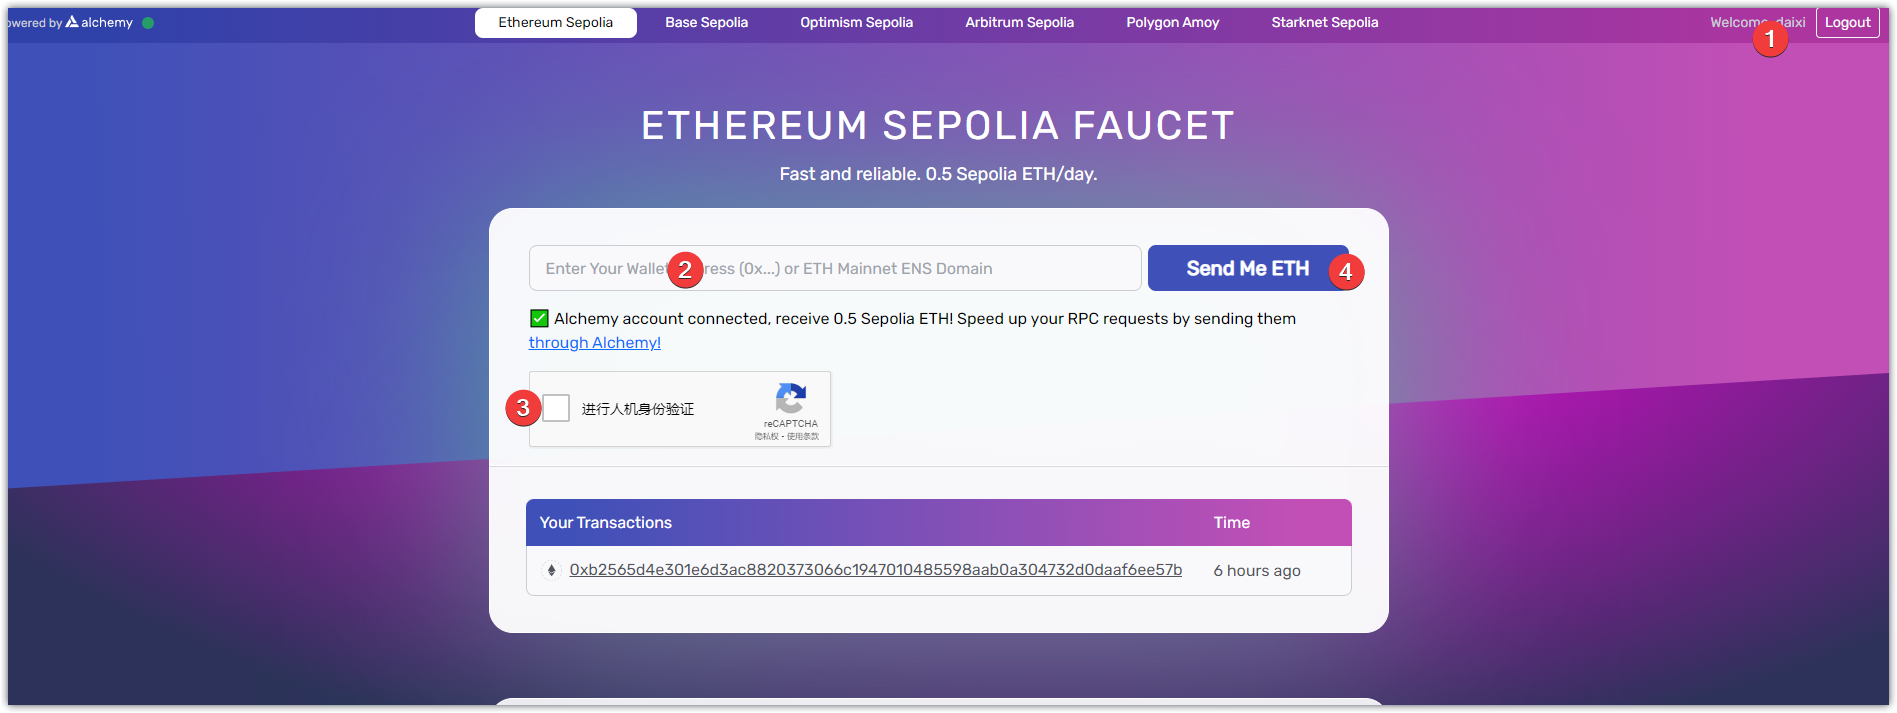 owered by alchemy
Ethereum Sepolia Base Sepolia Optimism Sepolia Arbitrum Sepolia Polygon Amoy Starknet Sepolia
daixi Logout
1
ETHEREUM SEPOLIA FAUCET
Fast and reliable. 0.5 Sepolia ETH/day.
Enter Your Wallet 2 ress (0x...) or ETH Mainnet ENS Domain
Send Me ETH 4
Alchemy account connected, receive 0.5 Sepolia ETH! Speed up your RPC requests by sending them
through Alchemy!
3 进行人机身份验证
reCAPTCHA
隐私权 - 使用条款
Your Transactions Time
0xb2565d4e301e6d3ac8820373066c1947010485598aab0a304732d0daaf6ee57b 6 hours ago